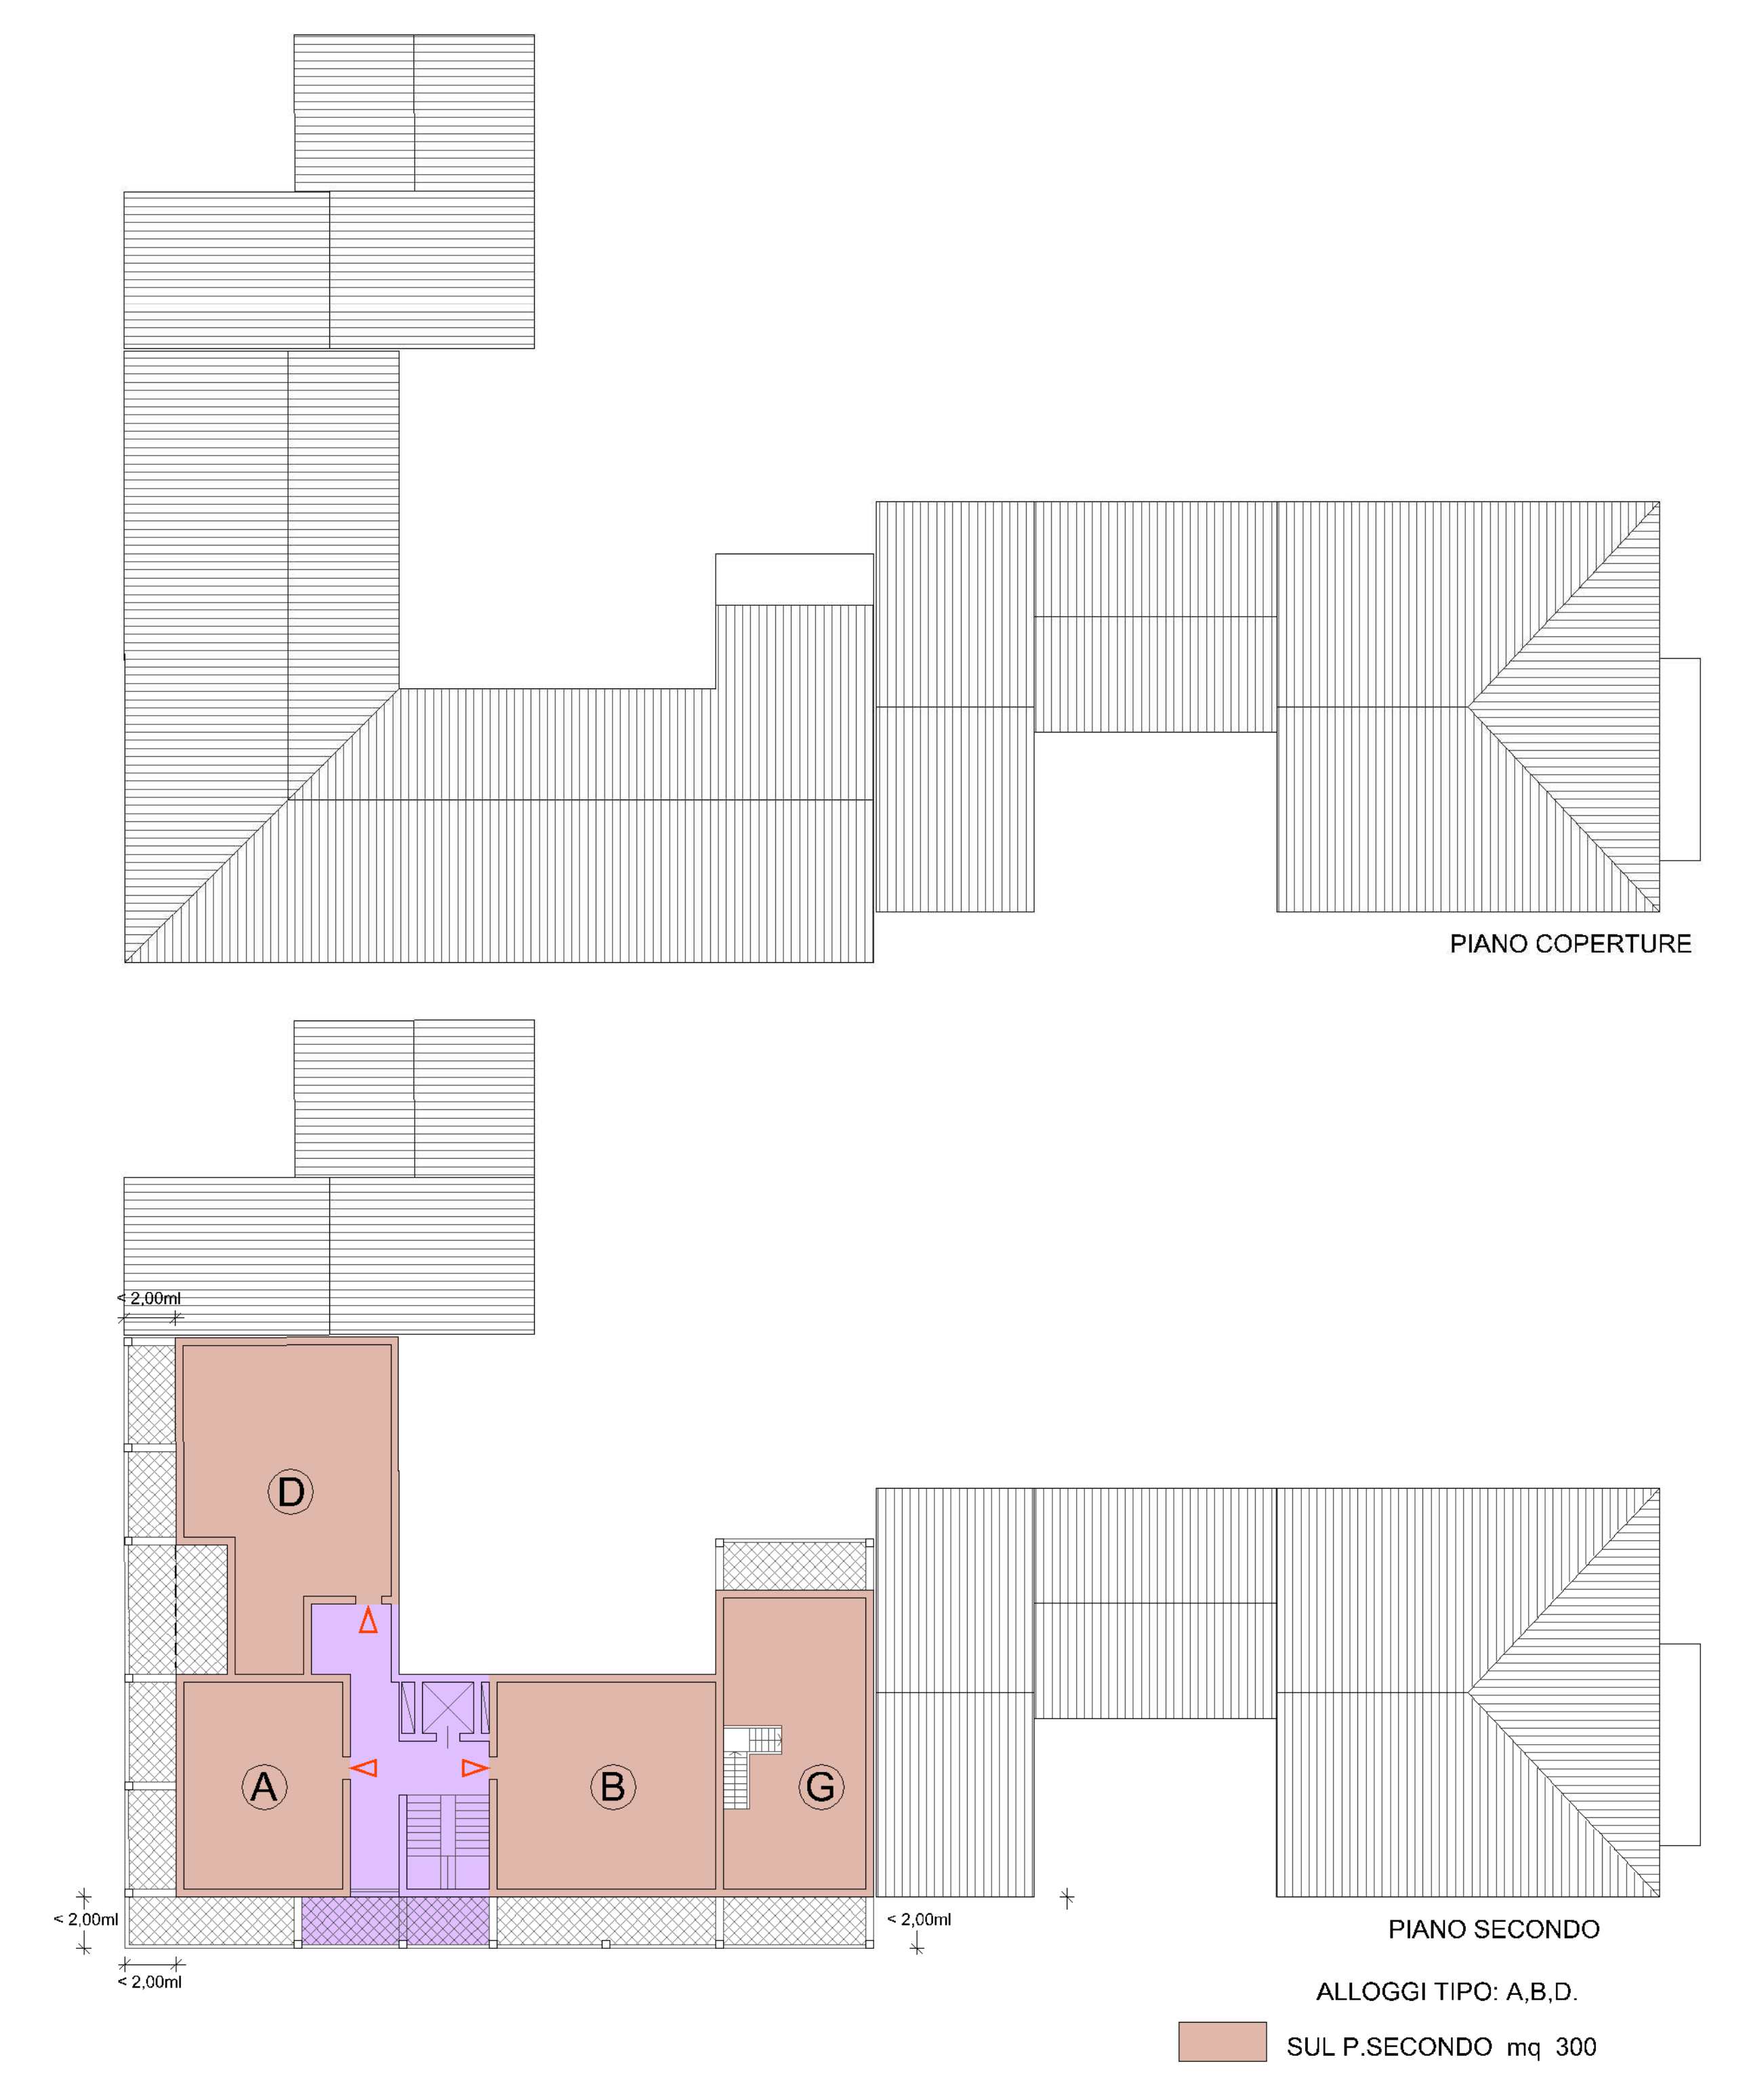 PIANO COPERTURE
< 2,00ml
D
A
B
G
< 2,00ml
< 2,00ml
< 2,00ml
PIANO SECONDO
ALLOGGI TIPO: A,B,D.
SUL P.SECONDO mq 300